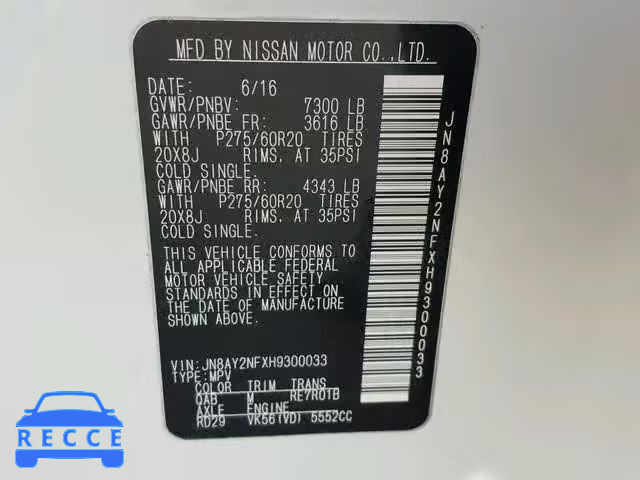 MFD BY NISSAN MOTOR CO.,LTD.
DATE: 6/16
GVWR/PNBV: 7300 LB
GAWR/PNBE FR: 3616 LB
WITH P275/60R20 TIRES
20X8J RIMS, AT 35PSI
COLD SINGLE.
GAWR/PNBE RR: 4343 LB
WITH P275/60R20 TIRES
20X8J RIMS, AT 35PSI
COLD SINGLE.
THIS VEHICLE CONFORMS TO
ALL APPLICABLE FEDERAL
MOTOR VEHICLE SAFETY
STANDARDS IN EFFECT ON
THE DATE OF MANUFACTURE
SHOWN ABOVE.
VIN:JN8AY2NFXH9300033
TYPE:MPV
COLOR TRIM TRANS
QAB M RE7R01B
AXLE ENGINE
RD29 VK56(VD) 5552CC
JN8AY2NFXH9300033
RECCE
RECCE